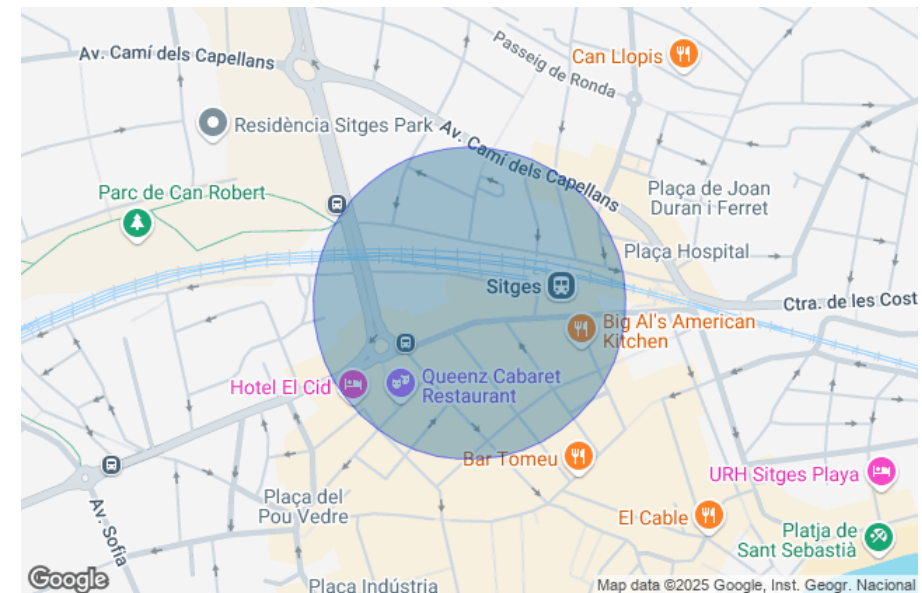 Can Llopis
Passeig de Ronda
Av. Camí dels Capellans
Residència Sitges Park
Av. Camí dels Capellans
Parc de Can Robert
Plaça de Joan
Duran i Ferret
Plaça Hospital
Sitges
Ctra. de les Cost
Big Al's American
Kitchen
Hotel El Cid
Queenz Cabaret
Restaurant
Bar Tomeu
URH Sitges Playa
Plaça del
Pou Vedre
Av. Sofia
El Cable
Platja de
Sant Sebastià
Plaça Indústria
Google
Map data ©2025 Google, Inst. Geogr. Nacional